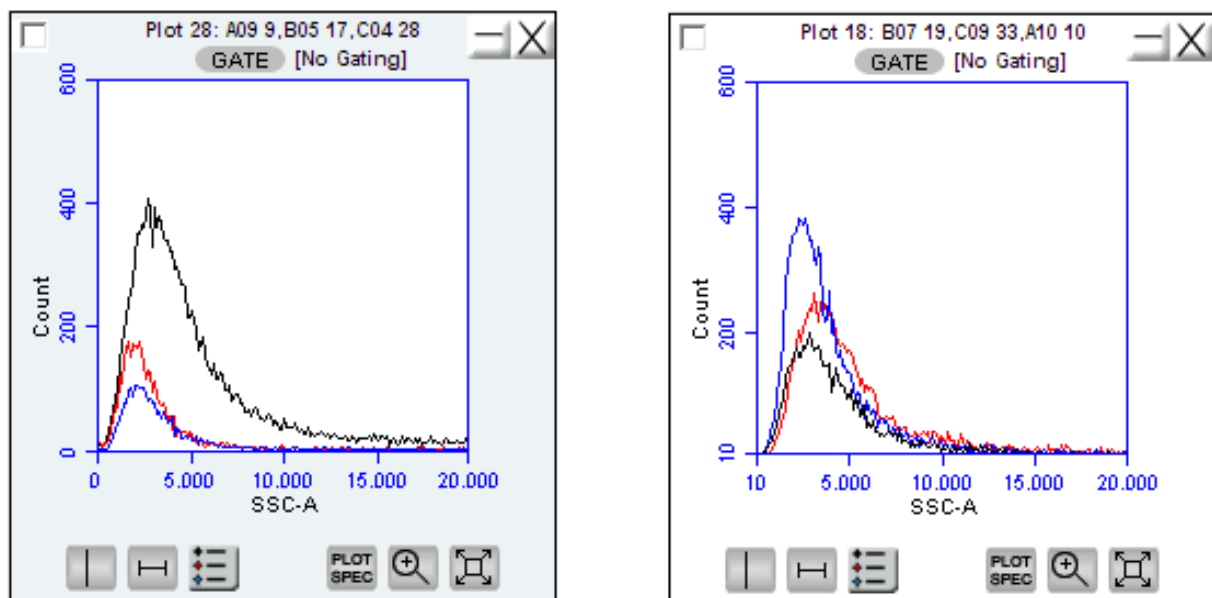 Plot 28: A09 9,B05 17,C04 28
GATE [No Gating]
600
400
200
0
Count
0 5.000 10.000 15.000 20.000
SSC-A
PLOT
SPEC
Plot 18: B07 19,C09 33,A10 10
GATE [No Gating]
600
400
200
10
Count
10 5.000 10.000 15.000 20.000
SSC-A
PLOT
SPEC